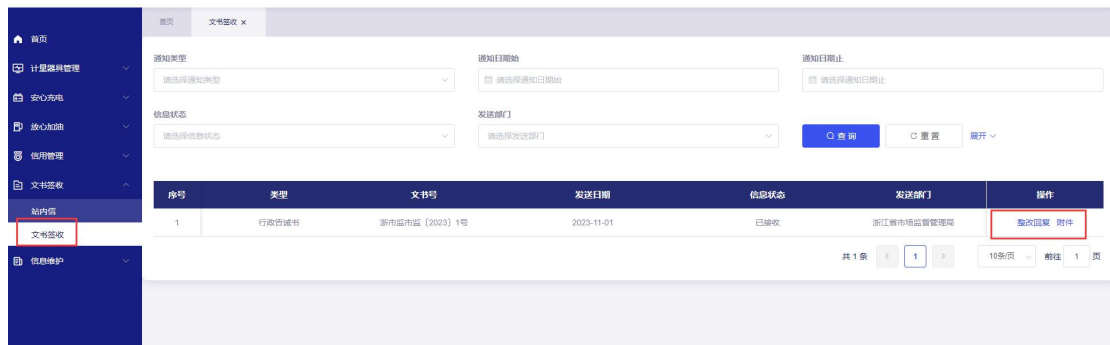 首页 文书签收 ×
首页
计量器具管理
安心充电
放心加油
信用管理
文书签收
站内信
文书签收
信息维护
通知类型 通知日期始 通知日期止
请选择通知类型 请选择通知日期始 请选择通知日期止
信息状态 发送部门
请选择信息状态 请选择发送部门 查询 重置 展开
序号 类型 文书号 发送日期 信息状态 发送部门 操作
1 行政告诫书 浙市监市监〔2023〕1号 2023-11-01 已接收 浙江省市场监督管理局 整改回复 附件
共1条 < 1 > 10条/页 前往 1 页